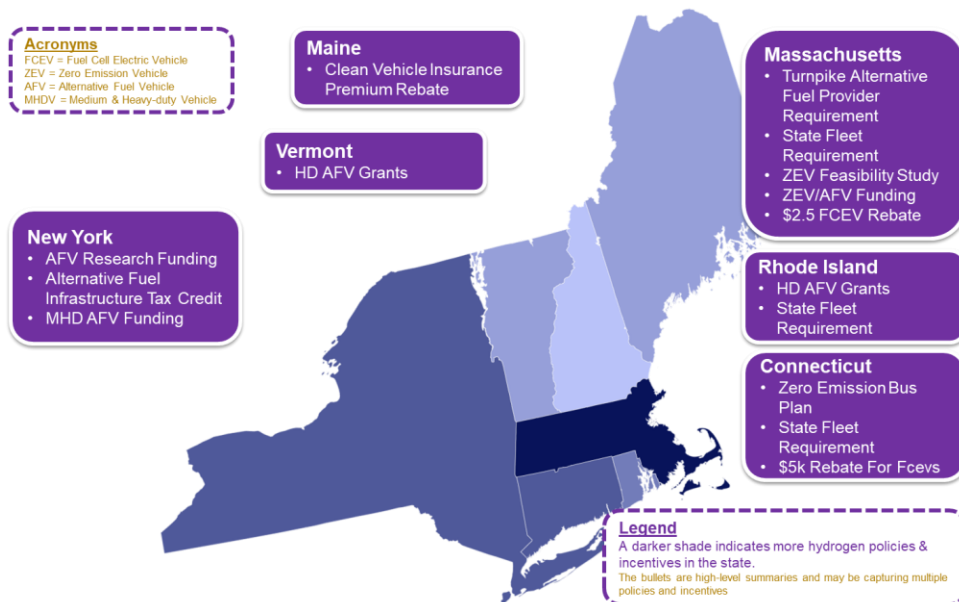 Acronyms
FCEV = Fuel Cell Electric Vehicle
ZEV = Zero Emission Vehicle
AFV = Alternative Fuel Vehicle
MHDV = Medium & Heavy-duty Vehicle
Maine
• Clean Vehicle Insurance
Premium Rebate
Vermont
• HD AFV Grants
New York
• AFV Research Funding
• Alternative Fuel
Infrastructure Tax Credit
• MHD AFV Funding
Massachusetts
• Turnpike Alternative
Fuel Provider
Requirement
• State Fleet
Requirement
• ZEV Feasibility Study
• ZEV/AFV Funding
• $2.5 FCEV Rebate
Rhode Island
• HD AFV Grants
• State Fleet
Requirement
Connecticut
• Zero Emission Bus
Plan
• State Fleet
Requirement
• $5k Rebate For Fcevs
Legend
A darker shade indicates more hydrogen policies &
incentives in the state.
The bullets are high-level summaries and may be capturing multiple
policies and incentives